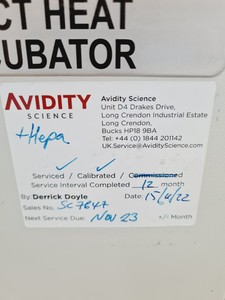 CT HEAT
CUBATOR
AVIDITY
SCIENCE
+Hepa
Avidity Science
Unit D4 Drakes Drive,
Long Crendon Industrial Estate
Long Crendon,
Bucks HP18 9BA
Tel: +44 (0) 1844 201142
UK.Service@AvidityScience.com
Serviced / Calibrated / Commissioned
Service Interval Completed 12 month
By Derrick Doyle Date: 15/4/22
Sales No. SC7647
Next Service Due: Nov 23 +/- Month